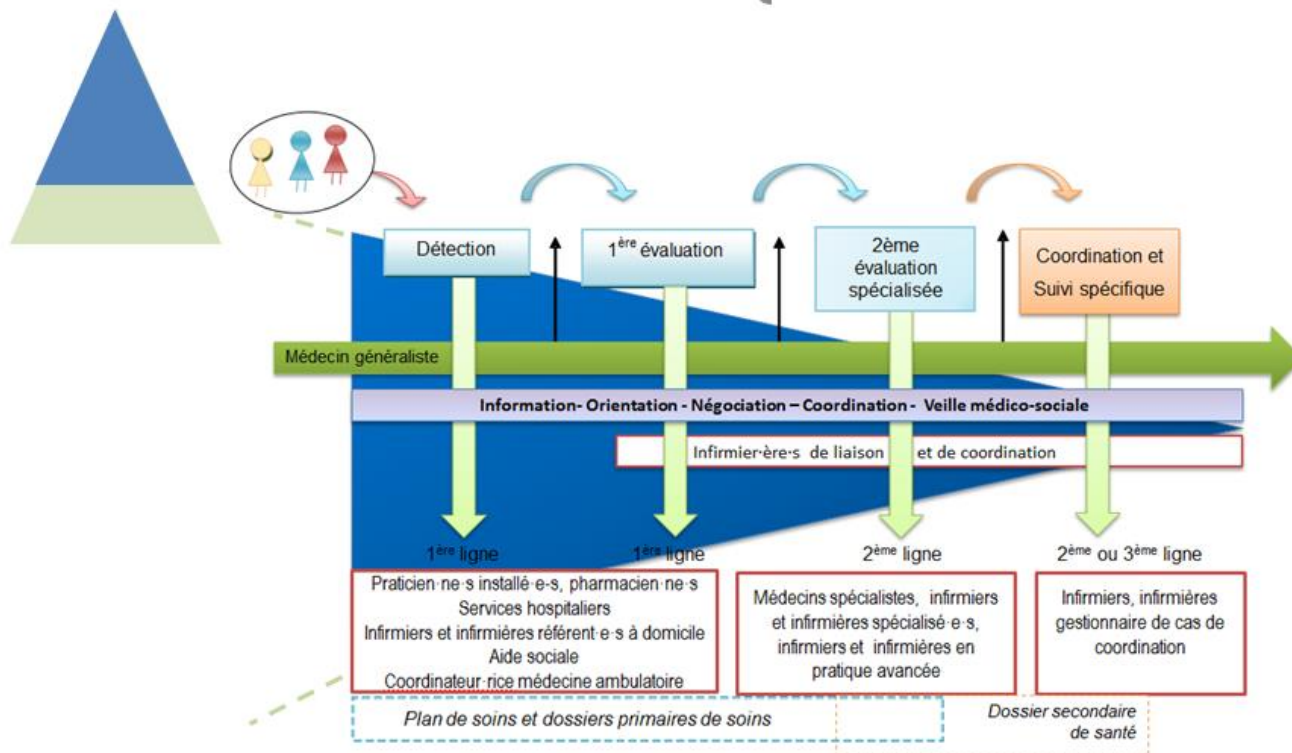 Détection
1ère évaluation
2ème
évaluation
spécialisée
Coordination et
Suivi spécifique
Médecin généraliste
Information- Orientation - Négociation – Coordination -  Veille médico-sociale
Infirmier·ère·s  de liaison et de coordination
1ère ligne
1ère ligne
2ème ligne
2ème ou 3ème ligne
Praticien·ne·s installé·e-s, pharmacien·ne·s
Services hospitaliers
Infirmiers et infirmières référent·e·s à domicile
Aide sociale
Coordinateur·rice médecine ambulatoire
Médecins spécialistes,  infirmiers
et infirmières spécialisé·e·s,
infirmiers et  infirmières en
pratique avancée
Infirmiers, infirmières
gestionnaire de cas de
coordination
Plan de soins et dossiers primaires de soins
Dossier secondaire
de santé